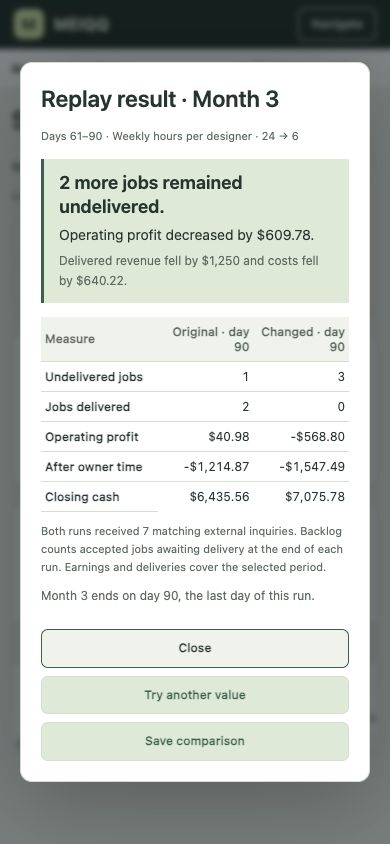 MEIQG
Navigate
Replay result · Month 3
Days 61–90 · Weekly hours per designer · 24 → 6
2 more jobs remained
undelivered.
Operating profit decreased by $609.78.
Delivered revenue fell by $1,250 and costs fell
by $640.22.
Measure Original · day 90 Changed · day 90
Undelivered jobs 1 3
Jobs delivered 2 0
Operating profit $40.98 -$568.80
After owner time -$1,214.87 -$1,547.49
Closing cash $6,435.56 $7,075.78
Both runs received 7 matching external inquiries. Backlog
counts accepted jobs awaiting delivery at the end of each
run. Earnings and deliveries cover the selected period.
Month 3 ends on day 90, the last day of this run.
Close
Try another value
Save comparison